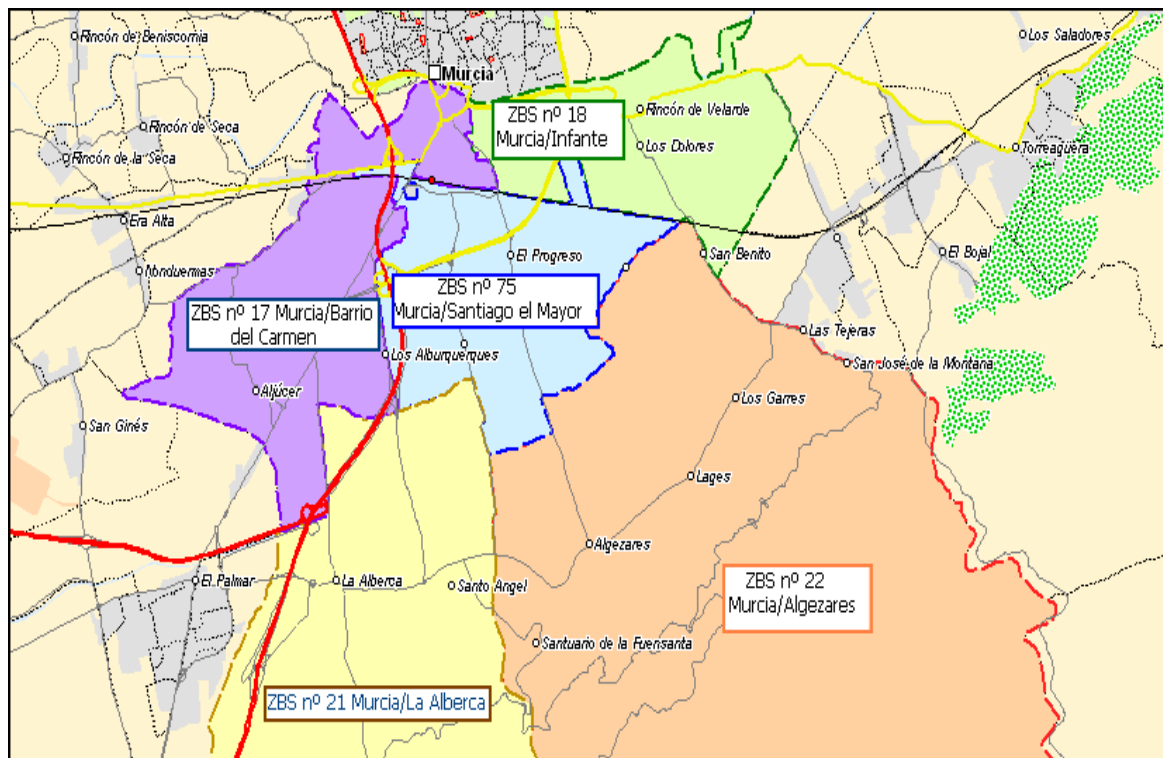 Rincón de Beniscornia
Los Saladores
Murcia
ZBS nº 18
Murcia/Infante
Rincón de Velarde
Rincón de Seca
Los Dolores
Rincón de la Seca
Torreagüera
Era Alta
El Progreso
San Benito
El Bojal
Nonduermas
ZBS nº 75
Murcia/Santiago el Mayor
ZBS nº 17 Murcia/Barrio
del Carmen
Las Tejeras
Los Alburquerques
San José de la Montana
Aljúcer
Los Garres
San Ginés
Lages
Algezares
El Palmar
La Alberca
Santo Angel
ZBS nº 22
Murcia/Algezares
Santuario de la Fuensanta
ZBS nº 21 Murcia/La Alberca